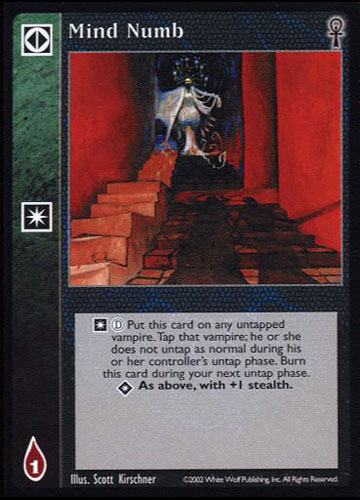 Mind Numb
Ⓓ Put this card on any untapped
vampire. Tap that vampire; he or she
does not untap as normal during his
or her controller's untap phase. Burn
this card during your next untap phase.
As above, with +1 stealth.
1
Illus. Scott Kirschner
©2002 White Wolf Publishing, Inc. All Rights Reserved.